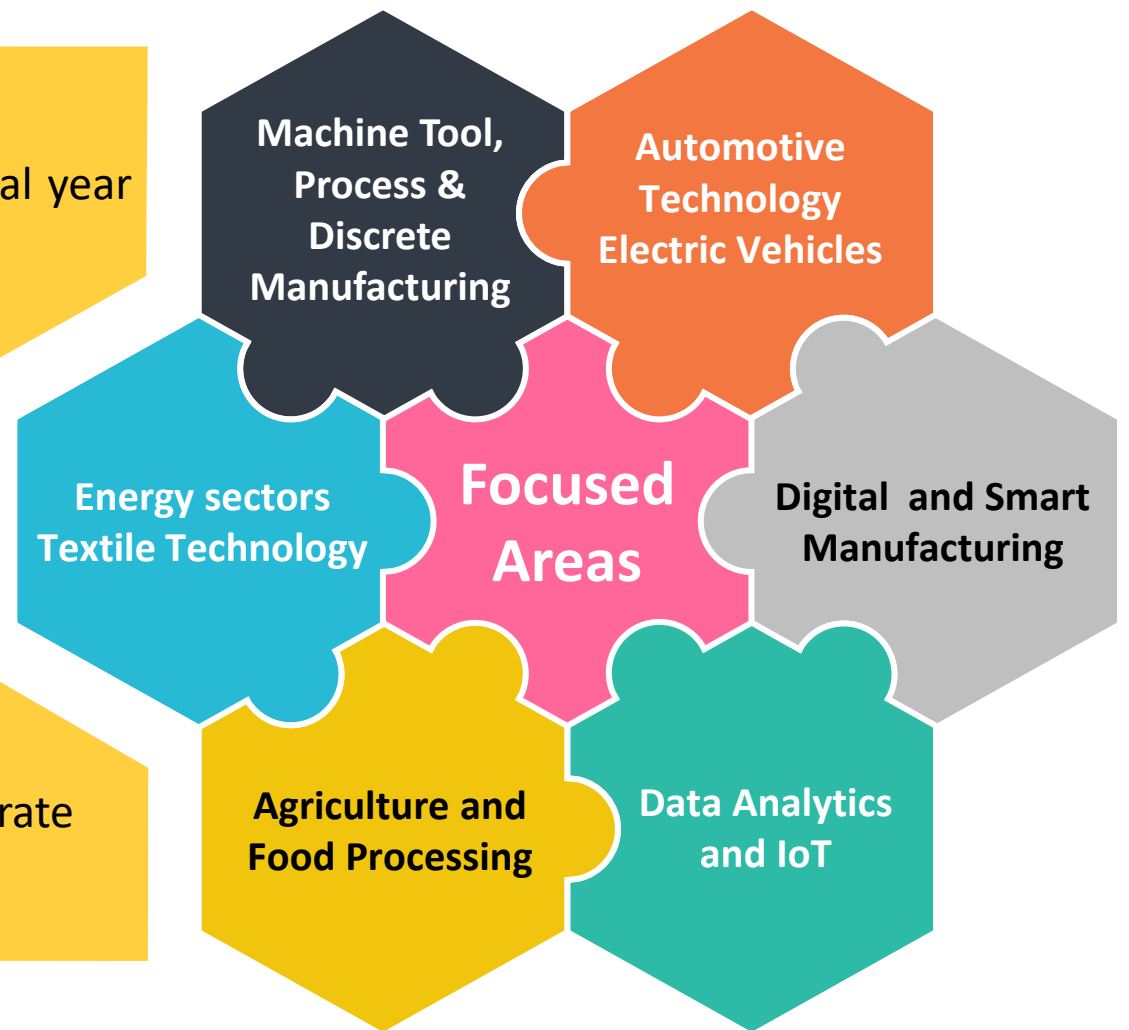 al year
rate
Machine Tool,
Process &
Discrete
Manufacturing
Automotive
Technology
Electric Vehicles
Energy sectors
Textile Technology
Focused
Areas
Digital and Smart
Manufacturing
Agriculture and
Food Processing
Data Analytics
and IoT